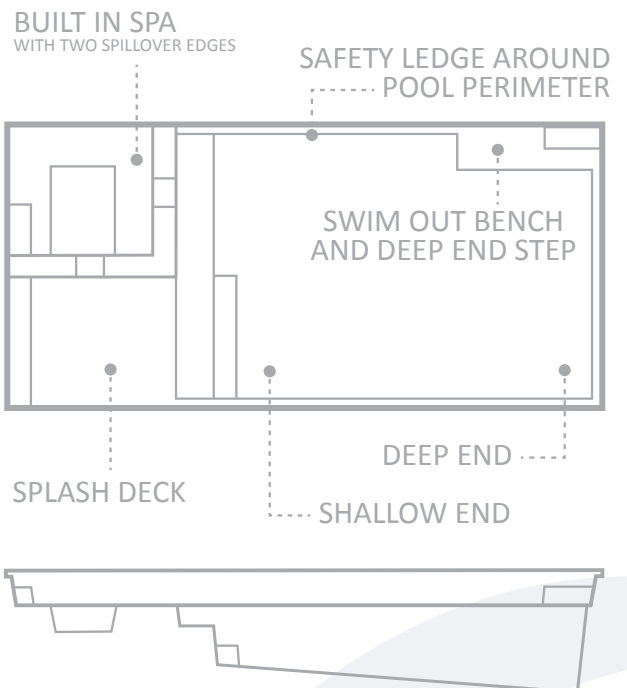 BUILT IN SPA
WITH TWO SPILLOVER EDGES
SAFETY LEDGE AROUND
POOL PERIMETER
SWIM OUT BENCH
AND DEEP END STEP
DEEP END
SPLASH DECK
SHALLOW END